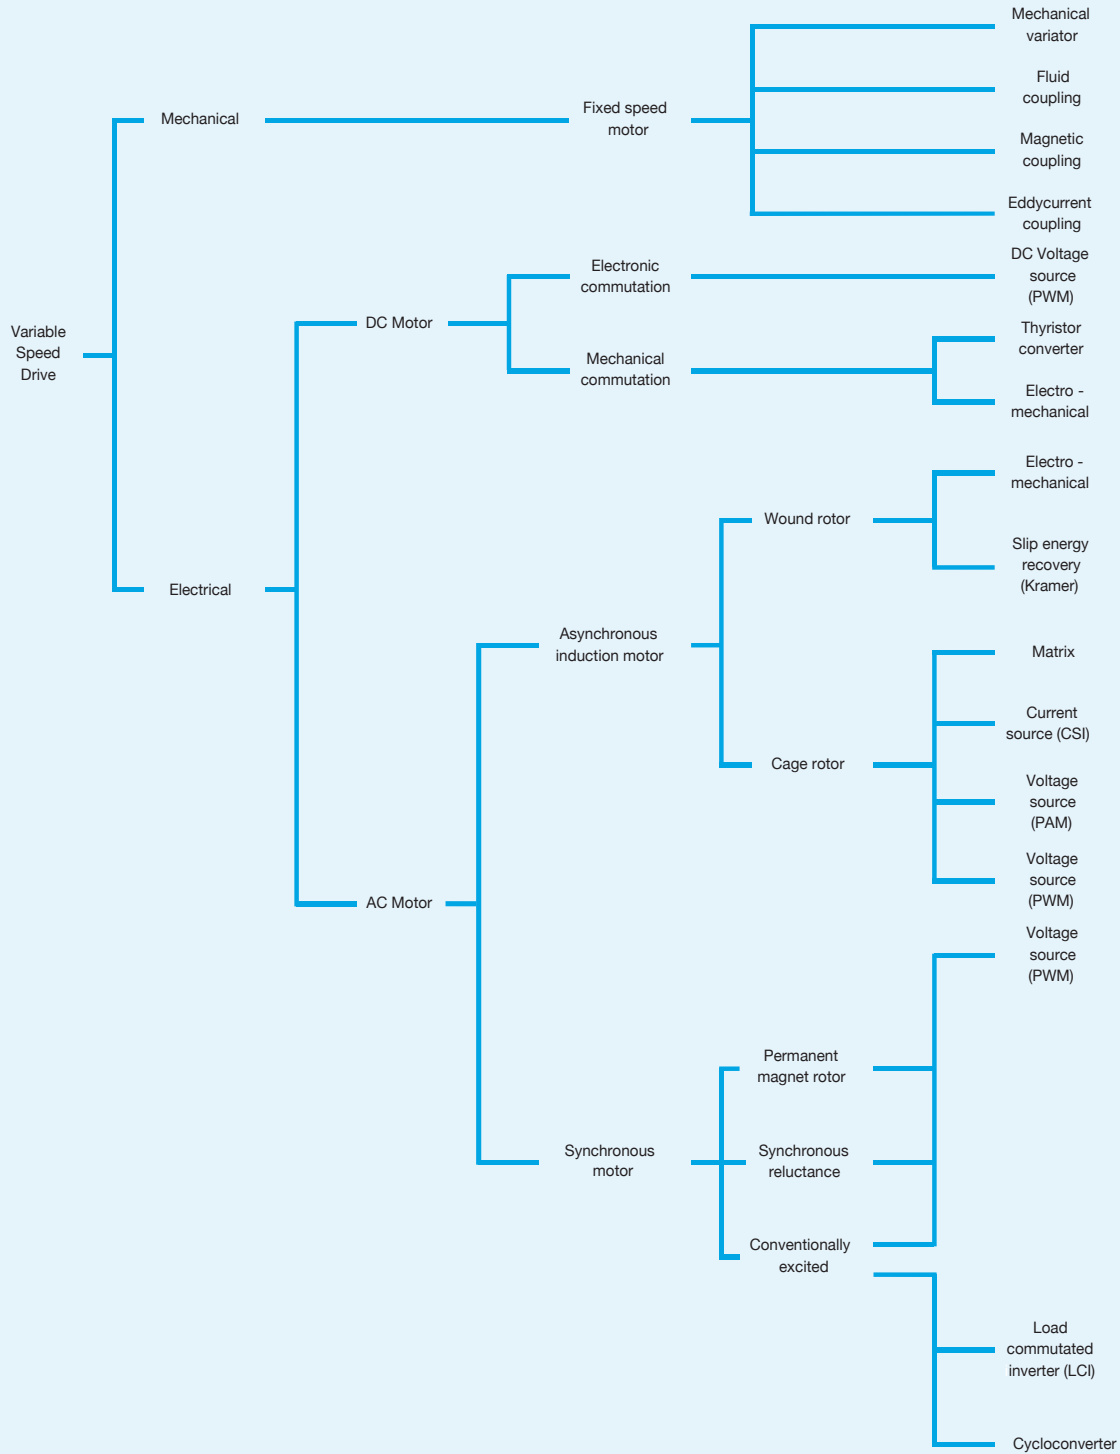 Mechanical
variator
Fluid
coupling
Mechanical
Fixed speed
motor
Magnetic
coupling
Eddycurrent
coupling
Electronic
commutation
DC Voltage
source
(PWM)
Variable
Speed
Drive
DC Motor
Mechanical
commutation
Thyristor
converter
Electro -
mechanical
Electro -
mechanical
Wound rotor
Slip energy
recovery
(Kramer)
Electrical
Asynchronous
induction motor
Matrix
Current
source (CSI)
Cage rotor
Voltage
source
(PAM)
Voltage
source
(PWM)
AC Motor
Voltage
source
(PWM)
Permanent
magnet rotor
Synchronous
motor
Synchronous
reluctance
Conventionally
excited
Load
commutated
inverter (LCI)
Cycloconverter